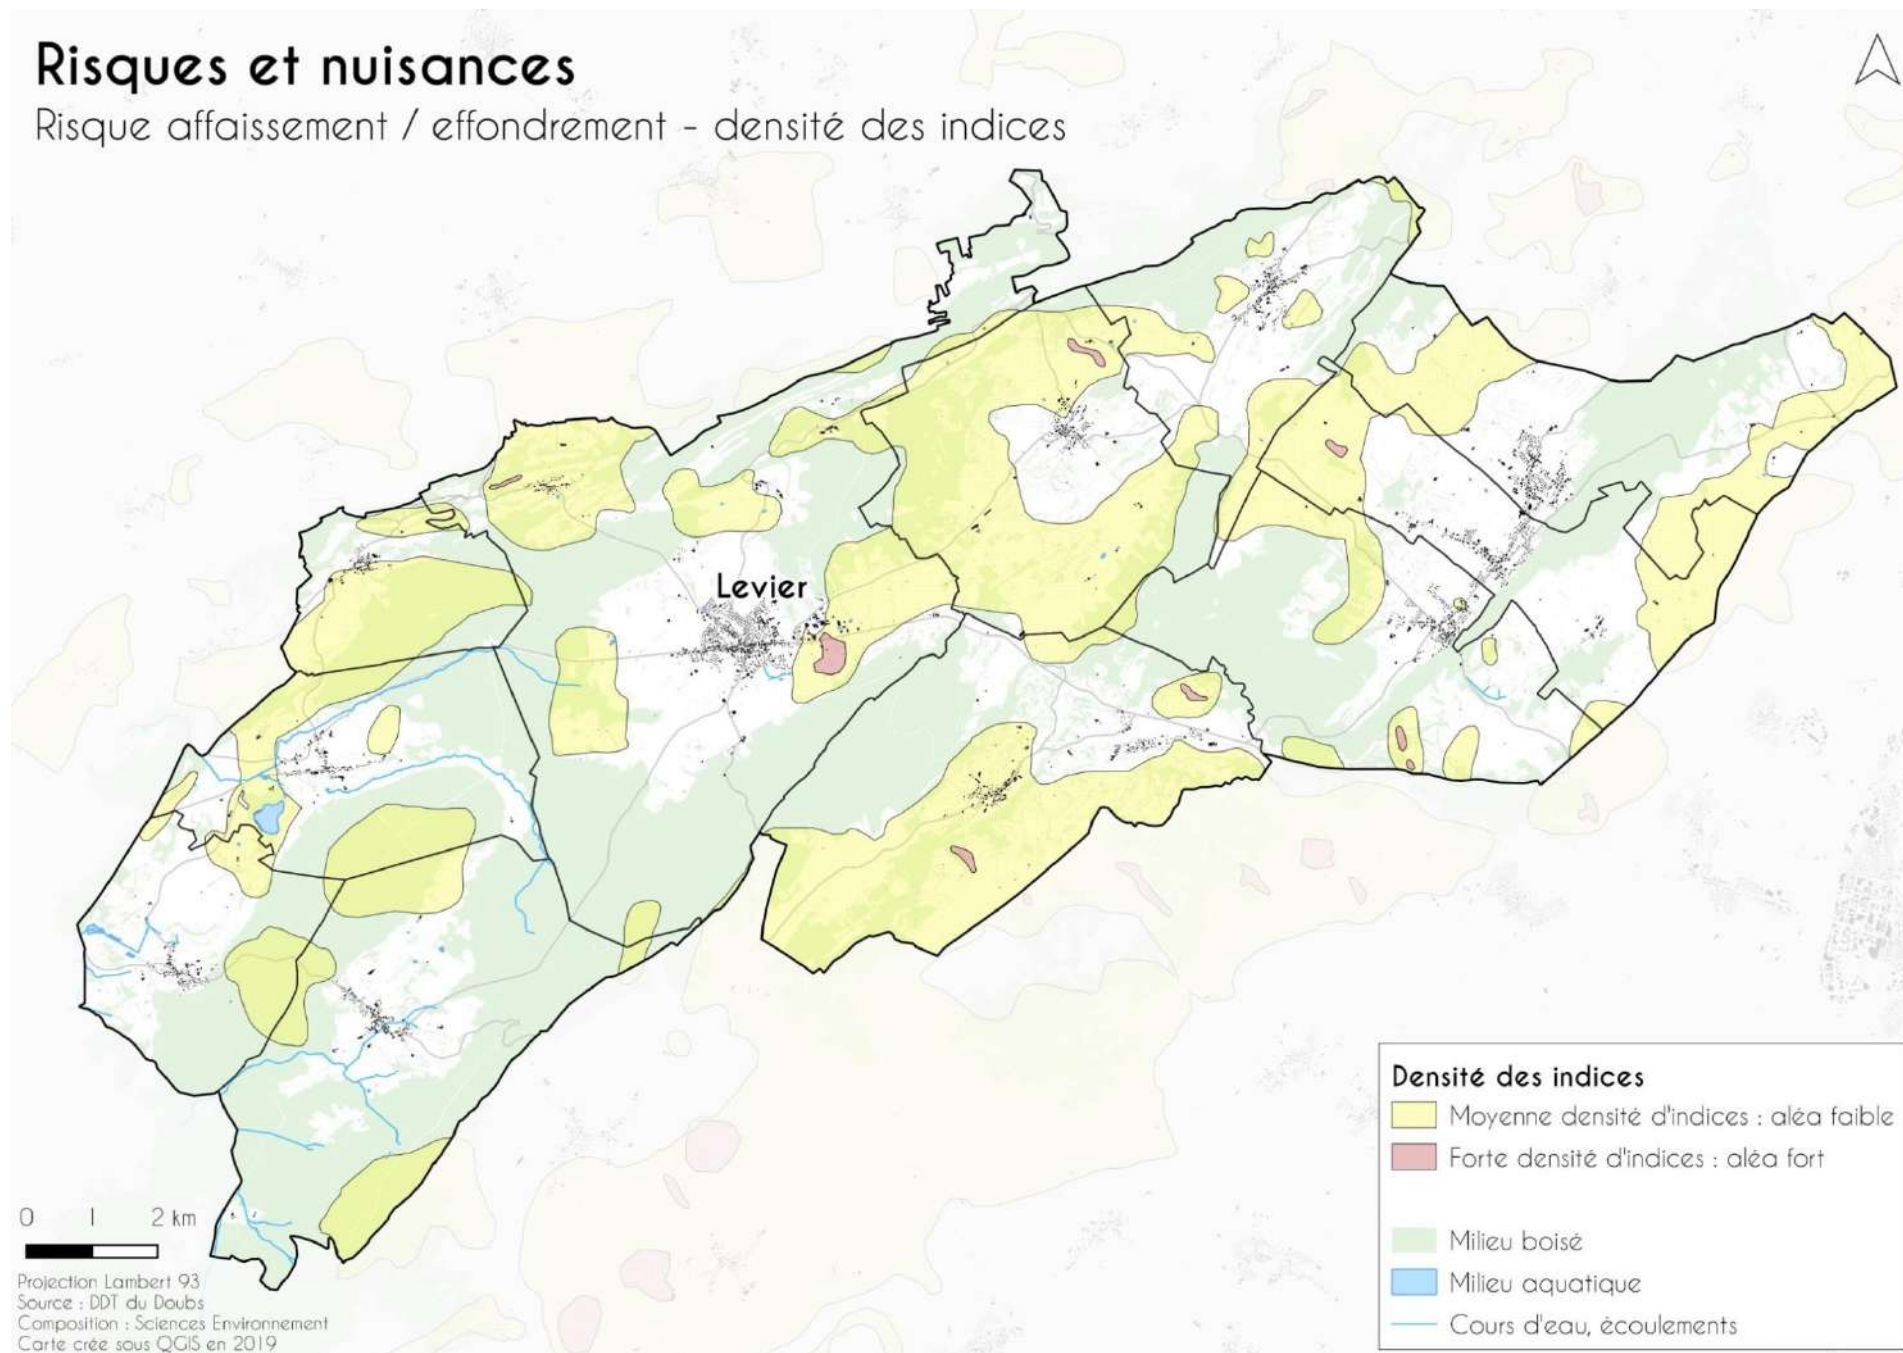 Risques et nuisances
Risque affaissement / effondrement - densité des indices
Levier
Densité des indices
Moyenne densité d'indices : aléa faible
Forte densité d'indices : aléa fort
Milieu boisé
Milieu aquatique
Cours d'eau, écoulements
0 1 2 km
Projection Lambert 93
Source : DDT du Doubs
Composition : Sciences Environnement
Carte crée sous QGIS en 2019